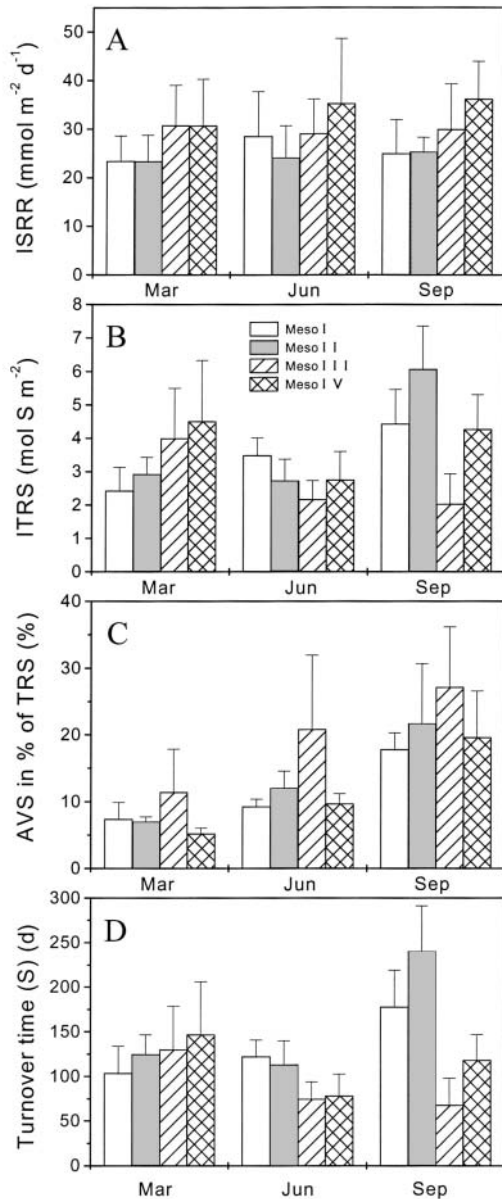 A
ISRR (mmol m⁻² d⁻¹)
50
40
30
20
10
0
Mar Jun Sep
B
Meso I
Meso I I
Meso I I I
Meso I V
ITRS (mol S m⁻²)
8
7
6
5
4
3
2
1
0
Mar Jun Sep
C
AVS in % of TRS (%)
40
30
20
10
0
Mar Jun Sep
D
Turnover time (S) (d)
300
250
200
150
100
50
0
Mar Jun Sep